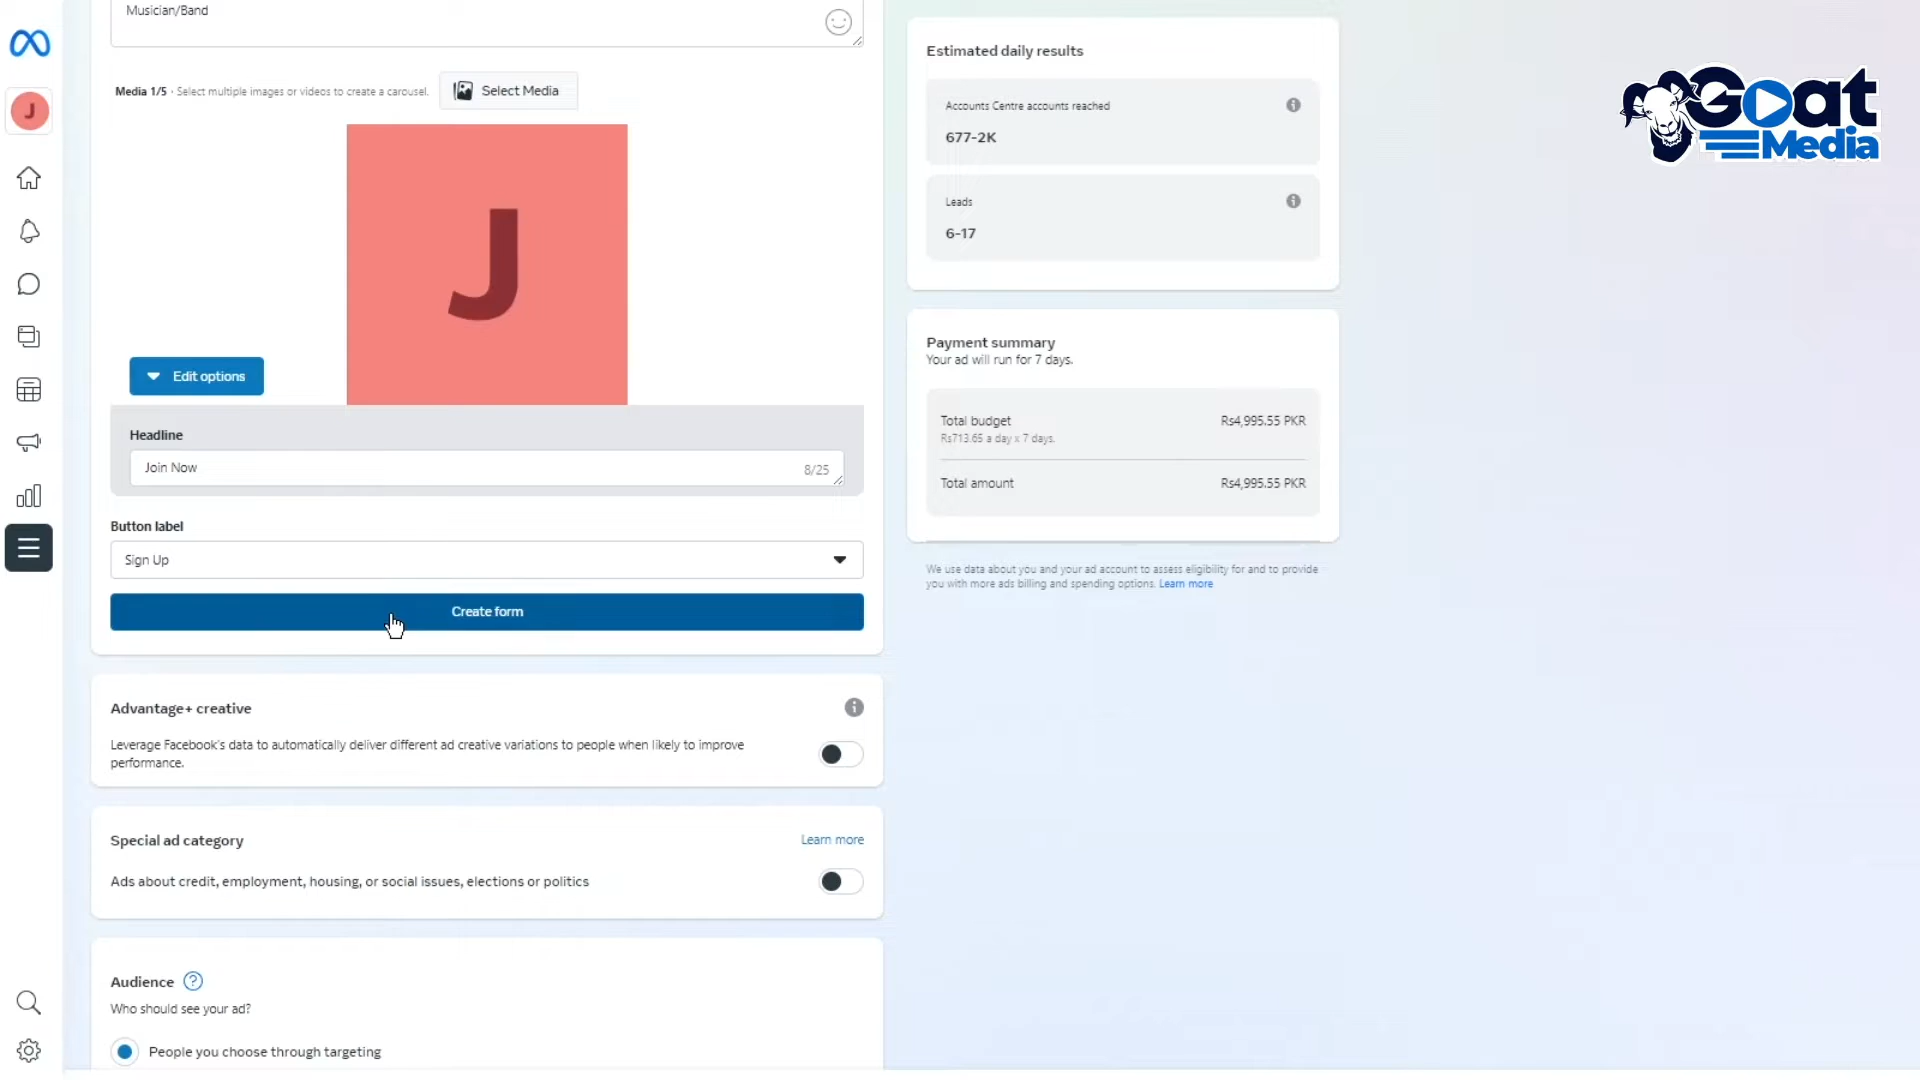 Musician/Band
Media 1/5 · Select multiple images or videos to create a carousel.
Select Media
J
J
Edit options
Headline
Join Now
8/25
Button label
Sign Up
Create form
Advantage+ creative
Leverage Facebook's data to automatically deliver different ad creative variations to people when likely to improve
performance.
Special ad category
Learn more
Ads about credit, employment, housing, or social issues, elections or politics
Audience
Who should see your ad?
People you choose through targeting
Estimated daily results
Accounts Centre accounts reached
677-2K
Leads
6-17
Payment summary
Your ad will run for 7 days.
Total budget
Rs4,995.55 PKR
Rs713.65 a day x 7 days.
Total amount
Rs4,995.55 PKR
We use data about you and your ad account to assess eligibility for and to provide
you with more ads billing and spending options. Learn more
Goat
Media